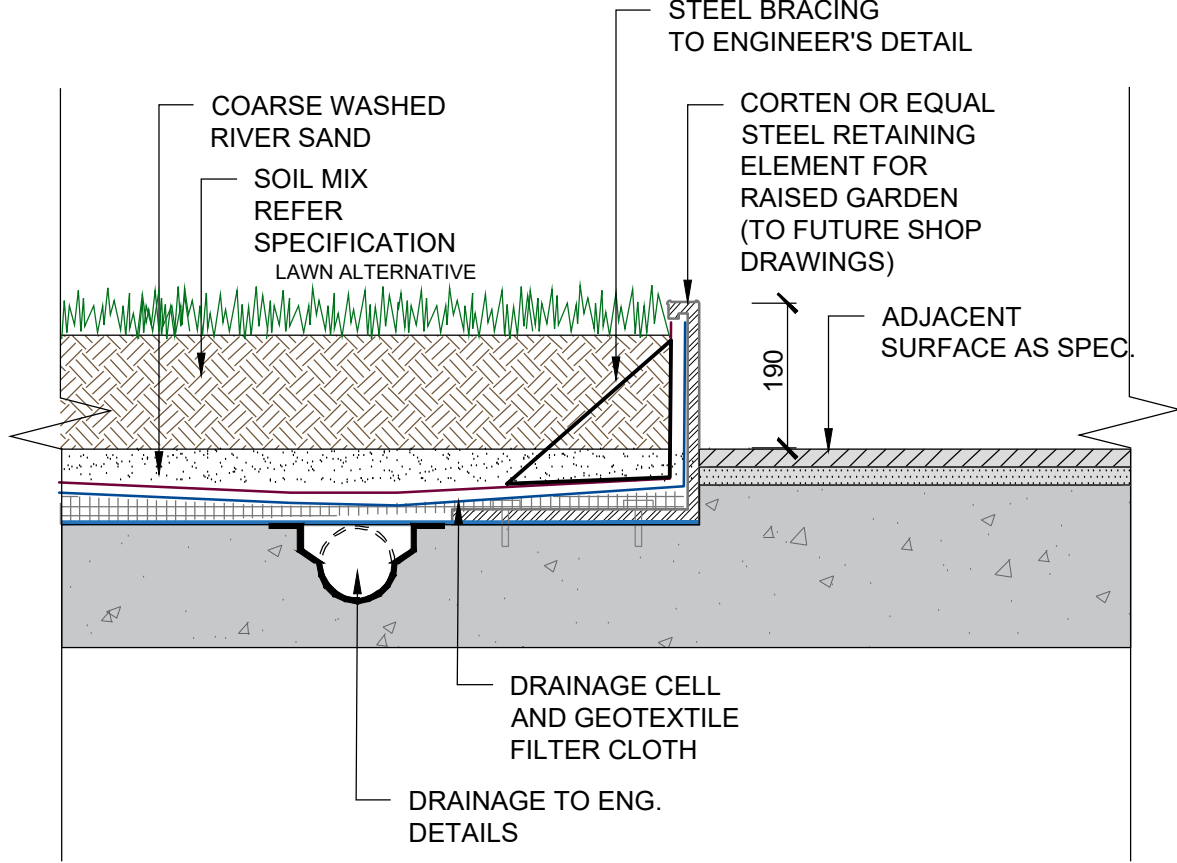 STEEL BRACING
TO ENGINEER'S DETAIL
COARSE WASHED
RIVER SAND
SOIL MIX
REFER
SPECIFICATION
LAWN ALTERNATIVE
CORTEN OR EQUAL
STEEL RETAINING
ELEMENT FOR
RAISED GARDEN
(TO FUTURE SHOP
DRAWINGS)
ADJACENT
SURFACE AS SPEC.
190
DRAINAGE CELL
AND GEOTEXTILE
FILTER CLOTH
DRAINAGE TO ENG.
DETAILS